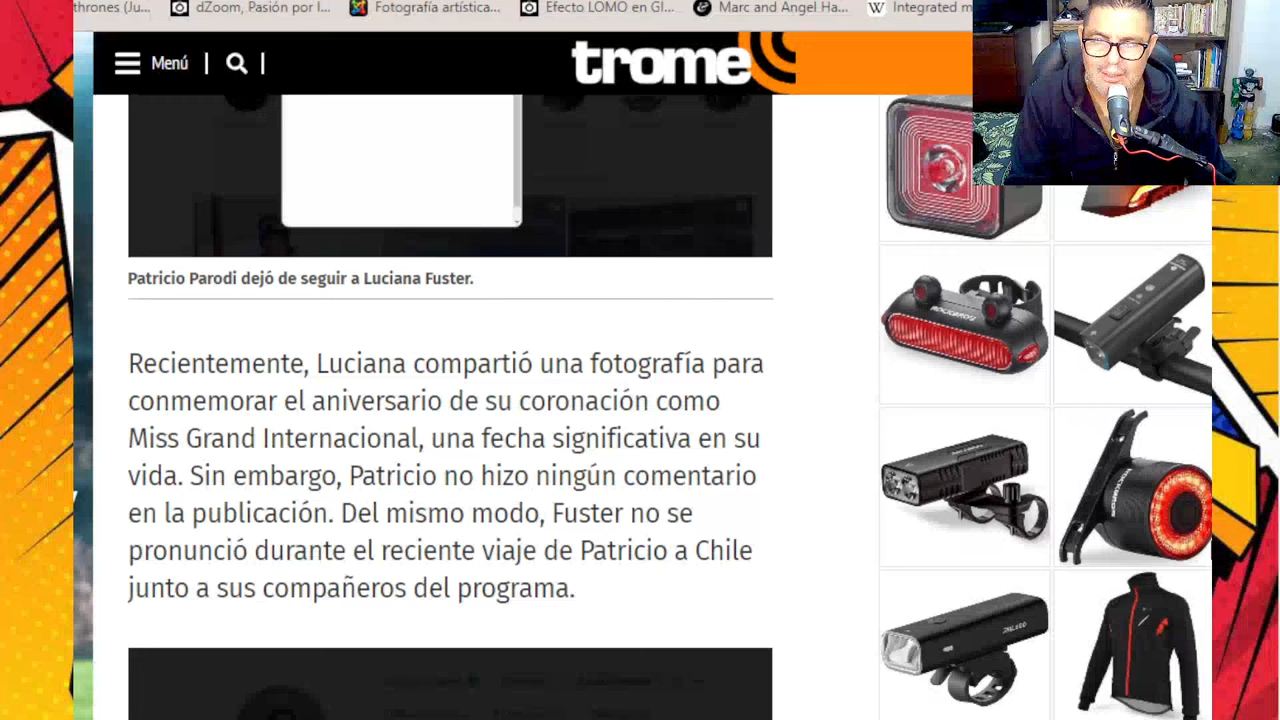 thrones (Ju...
dZoom, Pasión por l...
Fotografía artística...
Efecto LOMO en GI...
Marc and Angel Ha...
W
Integrated m
Menú
trome
Patricio Parodi dejó de seguir a Luciana Fuster.
Recientemente, Luciana compartió una fotografía para
conmemorar el aniversario de su coronación como
Miss Grand Internacional, una fecha significativa en su
vida. Sin embargo, Patricio no hizo ningún comentario
en la publicación. Del mismo modo, Fuster no se
pronunció durante el reciente viaje de Patricio a Chile
junto a sus compañeros del programa.
ROCKBROS
ROCKBROS